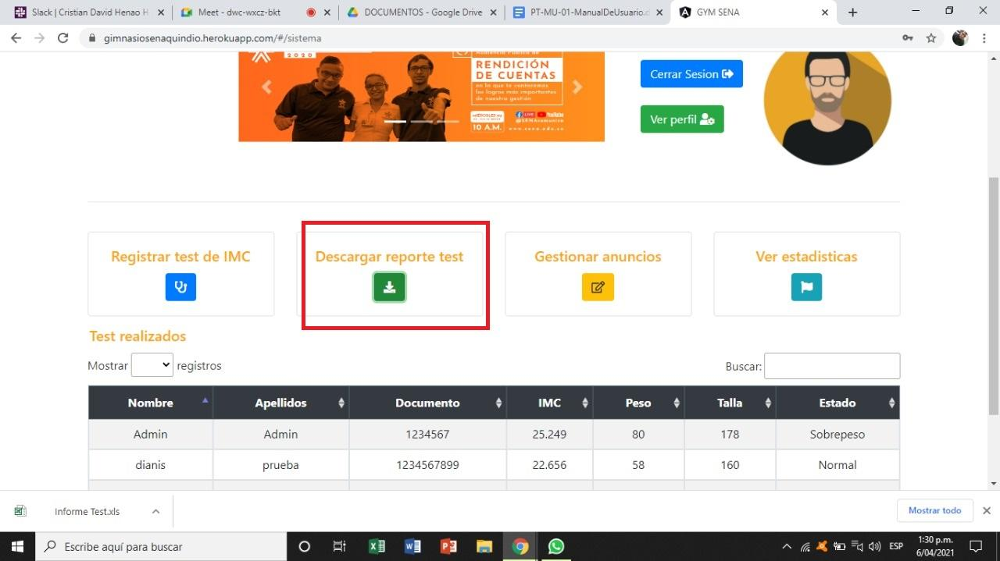 Slack | Cristian David Henao H
Meet - dwc-wxcz-bkt
DOCUMENTOS - Google Drive
PT-MU-01-ManualDeUsuario.d
GYM SENA
gimnasiosenaquindio.herokuapp.com/#/sistema
2020
Audiencia Pública de
RENDICIÓN
DE CUENTAS
en la que te contaremos
los logros más importantes
de nuestra gestión
LIVE
YouTube
@SENAcomunica
10 A.M.
www.sena.edu.co
Cerrar Sesion
Ver perfil
Registrar test de IMC
Descargar reporte test
Gestionar anuncios
Ver estadisticas
Test realizados
Mostrar registros
Buscar:
Nombre Apellidos Documento IMC Peso Talla Estado
Admin Admin 1234567 25.249 80 178 Sobrepeso
dianis prueba 1234567899 22.656 58 160 Normal
Informe Test.xls
Mostrar todo
Escribe aquí para buscar
ESP
1:30 p.m.
6/04/2021